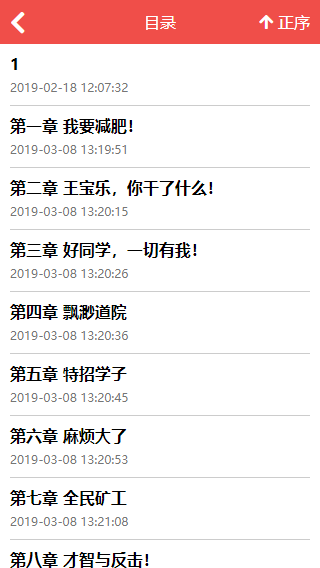 目录
正序
1
2019-02-18 12:07:32
第一章 我要减肥！
2019-03-08 13:19:51
第二章 王宝乐，你干了什么！
2019-03-08 13:20:15
第三章 好同学，一切有我！
2019-03-08 13:20:26
第四章 飘渺道院
2019-03-08 13:20:36
第五章 特招学子
2019-03-08 13:20:45
第六章 麻烦大了
2019-03-08 13:20:53
第七章 全民矿工
2019-03-08 13:21:08
第八章 才智与反击！